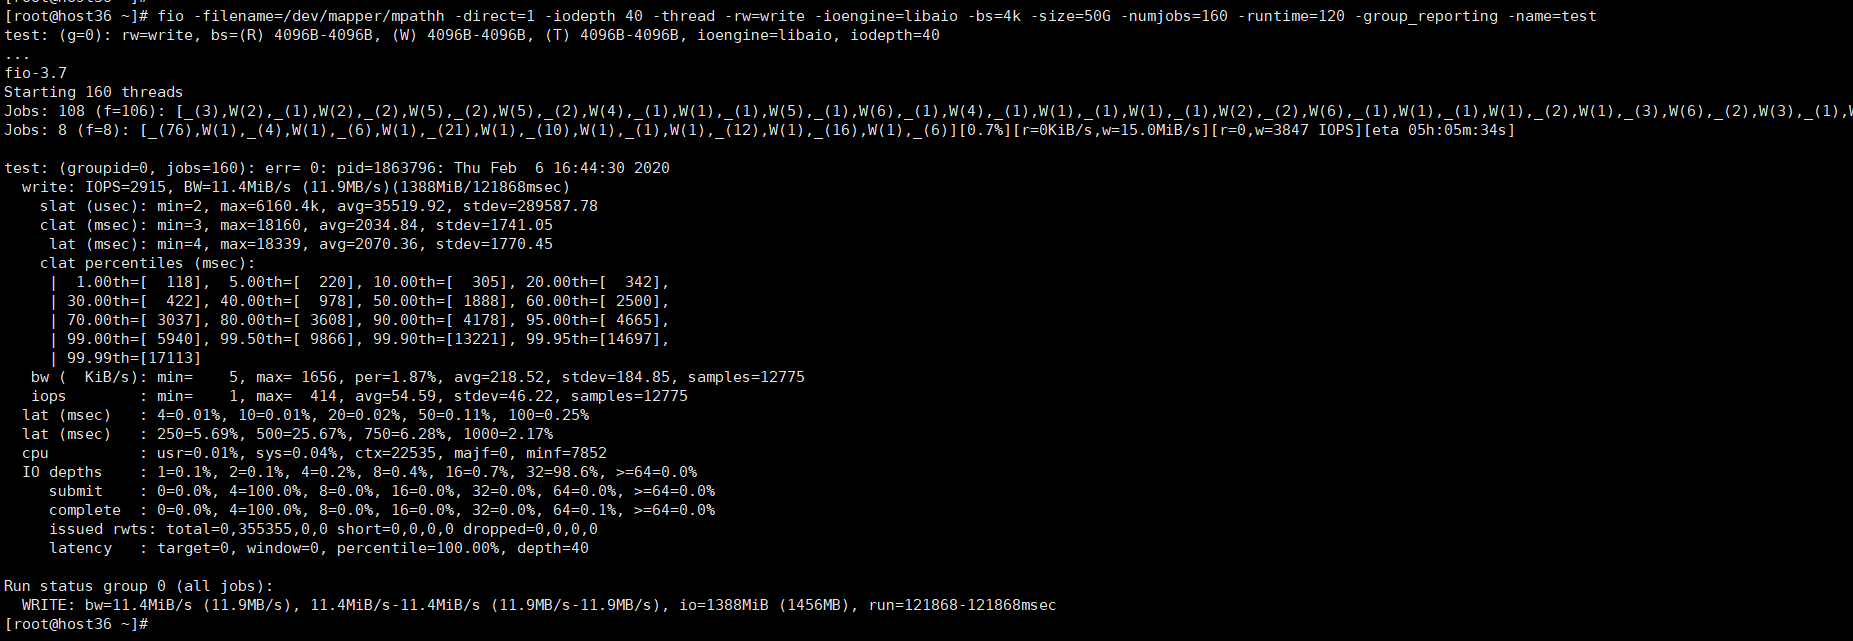 [root@host36 ~]#
[root@host36 ~]# fio -filename=/dev/mapper/mpathh -direct=1 -iodepth 40 -thread -rw=write -ioengine=libaio -bs=4k -size=50G -numjobs=160 -runtime=120 -group_reporting -name=test
test: (g=0): rw=write, bs=(R) 4096B-4096B, (W) 4096B-4096B, (T) 4096B-4096B, ioengine=libaio, iodepth=40
...
fio-3.7
Starting 160 threads
Jobs: 108 (f=106): [_(3),W(2),_(1),W(2),_(2),W(5),_(2),W(5),_(2),W(4),_(1),W(1),_(1),W(5),_(1),W(6),_(1),W(4),_(1),W(1),_(1),W(1),_(1),W(2),_(2),W(6),_(1),W(1),_(1),W(1),_(2),W(1),_(3),W(6),_(2),W(3),_(1),W
Jobs: 8 (f=8): [_(76),W(1),_(4),W(1),_(6),W(1),_(21),W(1),_(10),W(1),_(1),W(1),_(12),W(1),_(16),W(1),_(6)][0.7%][r=0KiB/s,w=15.0MiB/s][r=0,w=3847 IOPS][eta 05h:05m:34s]
test: (groupid=0, jobs=160): err= 0: pid=1863796: Thu Feb  6 16:44:30 2020
  write: IOPS=2915, BW=11.4MiB/s (11.9MB/s)(1388MiB/121868msec)
    slat (usec): min=2, max=6160.4k, avg=35519.92, stdev=289587.78
    clat (msec): min=3, max=18160, avg=2034.84, stdev=1741.05
     lat (msec): min=4, max=18339, avg=2070.36, stdev=1770.45
    clat percentiles (msec):
     |  1.00th=[  118],  5.00th=[  220], 10.00th=[  305], 20.00th=[  342],
     | 30.00th=[  422], 40.00th=[  978], 50.00th=[ 1888], 60.00th=[ 2500],
     | 70.00th=[ 3037], 80.00th=[ 3608], 90.00th=[ 4178], 95.00th=[ 4665],
     | 99.00th=[ 5940], 99.50th=[ 9866], 99.90th=[13221], 99.95th=[14697],
     | 99.99th=[17113]
   bw (  KiB/s): min=    5, max= 1656, per=1.87%, avg=218.52, stdev=184.85, samples=12775
   iops        : min=    1, max=  414, avg=54.59, stdev=46.22, samples=12775
  lat (msec)   : 4=0.01%, 10=0.01%, 20=0.02%, 50=0.11%, 100=0.25%
  lat (msec)   : 250=5.69%, 500=25.67%, 750=6.28%, 1000=2.17%
  cpu          : usr=0.01%, sys=0.04%, ctx=22535, majf=0, minf=7852
  IO depths    : 1=0.1%, 2=0.1%, 4=0.2%, 8=0.4%, 16=0.7%, 32=98.6%, >=64=0.0%
     submit    : 0=0.0%, 4=100.0%, 8=0.0%, 16=0.0%, 32=0.0%, 64=0.0%, >=64=0.0%
     complete  : 0=0.0%, 4=100.0%, 8=0.0%, 16=0.0%, 32=0.0%, 64=0.1%, >=64=0.0%
     issued rwts: total=0,355355,0,0 short=0,0,0,0 dropped=0,0,0,0
     latency   : target=0, window=0, percentile=100.00%, depth=40
Run status group 0 (all jobs):
  WRITE: bw=11.4MiB/s (11.9MB/s), 11.4MiB/s-11.4MiB/s (11.9MB/s-11.9MB/s), io=1388MiB (1456MB), run=121868-121868msec
[root@host36 ~]#